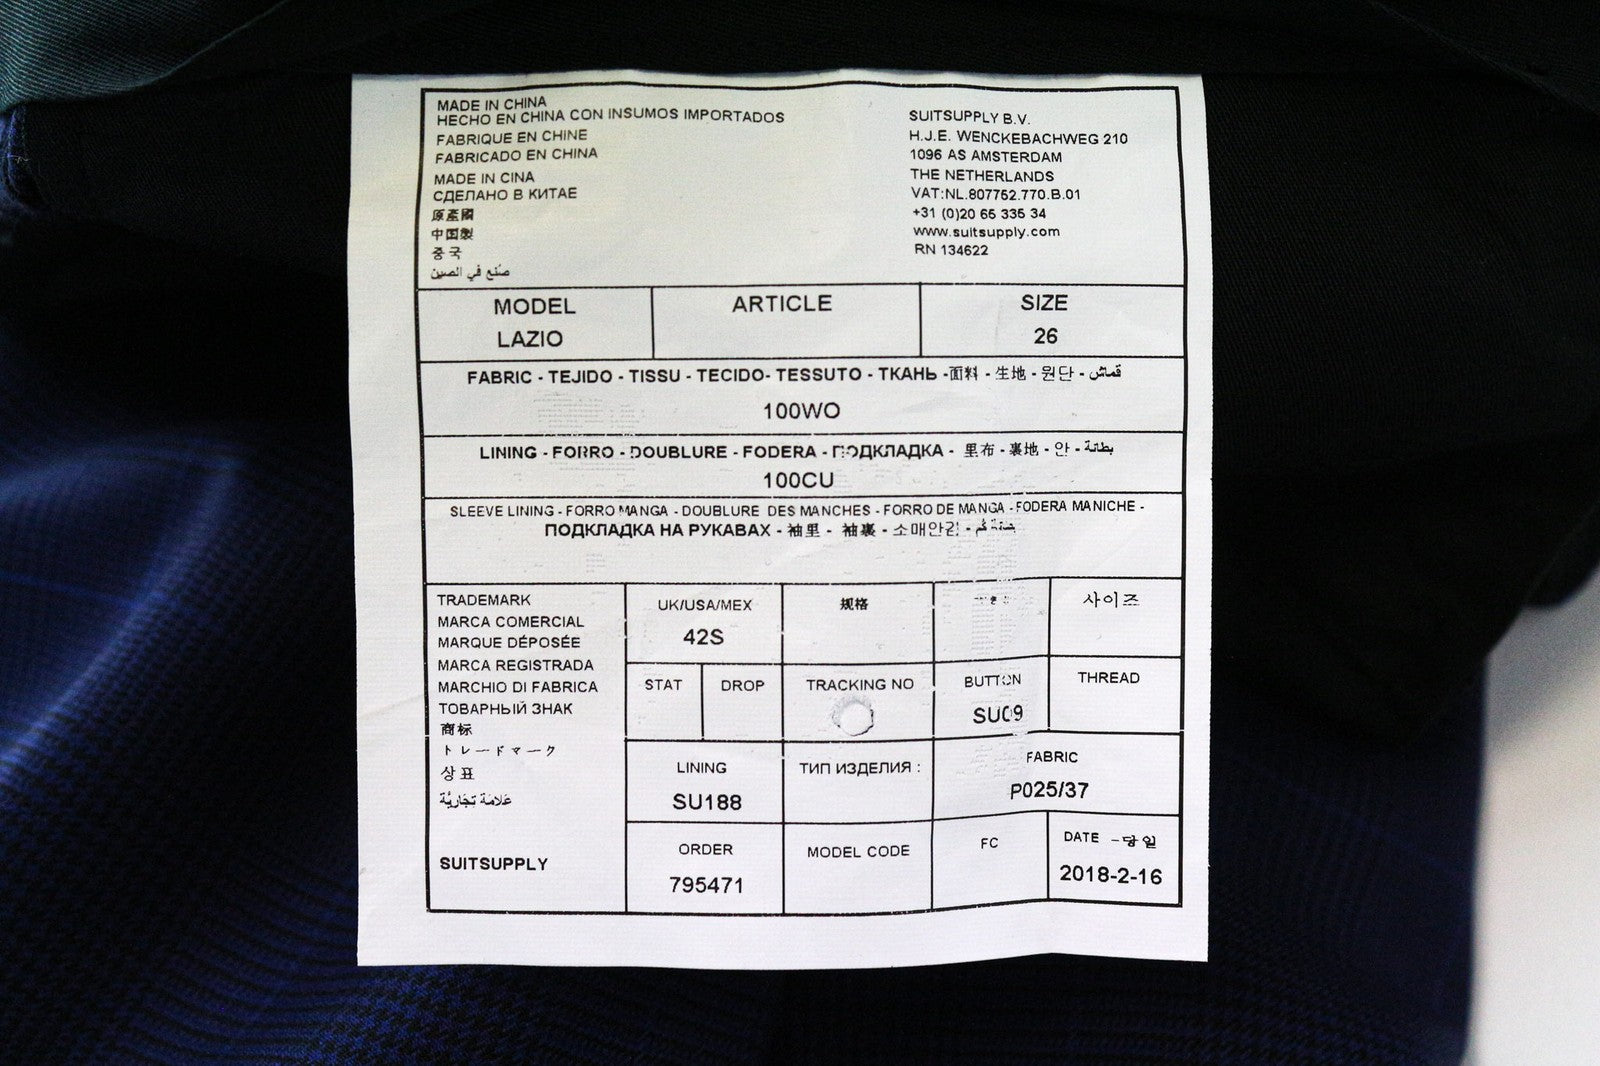 MADE IN CHINA
HECHO EN CHINA CON INSUMOS IMPORTADOS
FABRIQUE EN CHINE
FABRICADO EN CHINA
MADE IN CINA
СДЕЛАНО В КИТАЕ
原產國
中国製
중국
صُنع في الصين
SUITSUPPLY B.V.
H.J.E. WENCKEBACHWEG 210
1096 AS AMSTERDAM
THE NETHERLANDS
VAT:NL.807752.770.B.01
+31 (0)20 65 335 34
www.suitsupply.com
RN 134622
MODEL
LAZIO
ARTICLE
SIZE
26
FABRIC - TEJIDO - TISSU - TECIDO- TESSUTO - ТКАНЬ -面料 - 生地 - 원단 - قماش
100WO
LINING - FORRO - DOUBLURE - FODERA - ПОДКЛАДКА - 里布 - 裏地 - 안 - بطانة
100CU
SLEEVE LINING - FORRO MANGA - DOUBLURE DES MANCHES - FORRO DE MANGA - FODERA MANICHE -
ПОДКЛАДКА НА РУКАВАХ - 袖里 - 袖裏 - 소매안감 -
TRADEMARK
MARCA COMERCIAL
MARQUE DÉPOSÉE
MARCA REGISTRADA
MARCHIO DI FABRICA
ТОВАРНЫЙ ЗНАК
商标
トレードマーク
상표
عَلامَة تِجَارِيَّة
SUITSUPPLY
UK/USA/MEX
42S
规格
사이즈
STAT
DROP
TRACKING NO
BUTTON
SU09
THREAD
LINING
SU188
ТИП ИЗДЕЛИЯ :
FABRIC
P025/37
ORDER
795471
MODEL CODE
FC
DATE -당일
2018-2-16